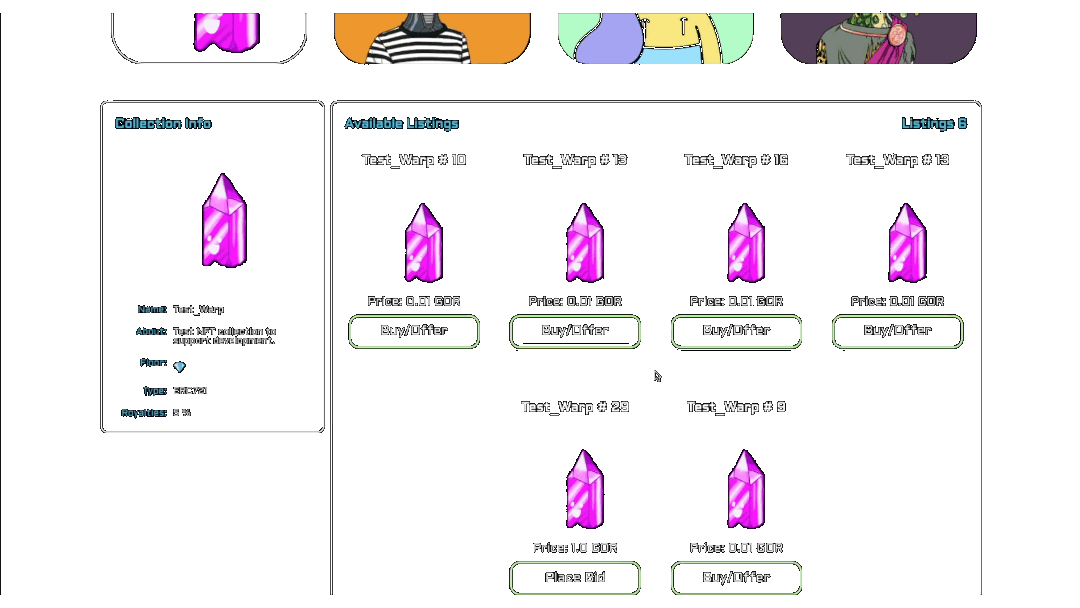 Collection Info
Name: Test_Warp
About: Test NFT collection to
support development.
Floor:
Type: ERC721
Royalties: 5 %
Available Listings
Listings 6
Test_Warp # 10
Test_Warp # 13
Test_Warp # 16
Test_Warp # 19
Price: 0.01 GOR
Price: 0.01 GOR
Price: 0.01 GOR
Price: 0.01 GOR
Buy/Offer
Buy/Offer
Buy/Offer
Buy/Offer
Test_Warp # 29
Test_Warp # 9
Price: 1.0 GOR
Price: 0.01 GOR
Place Bid
Buy/Offer